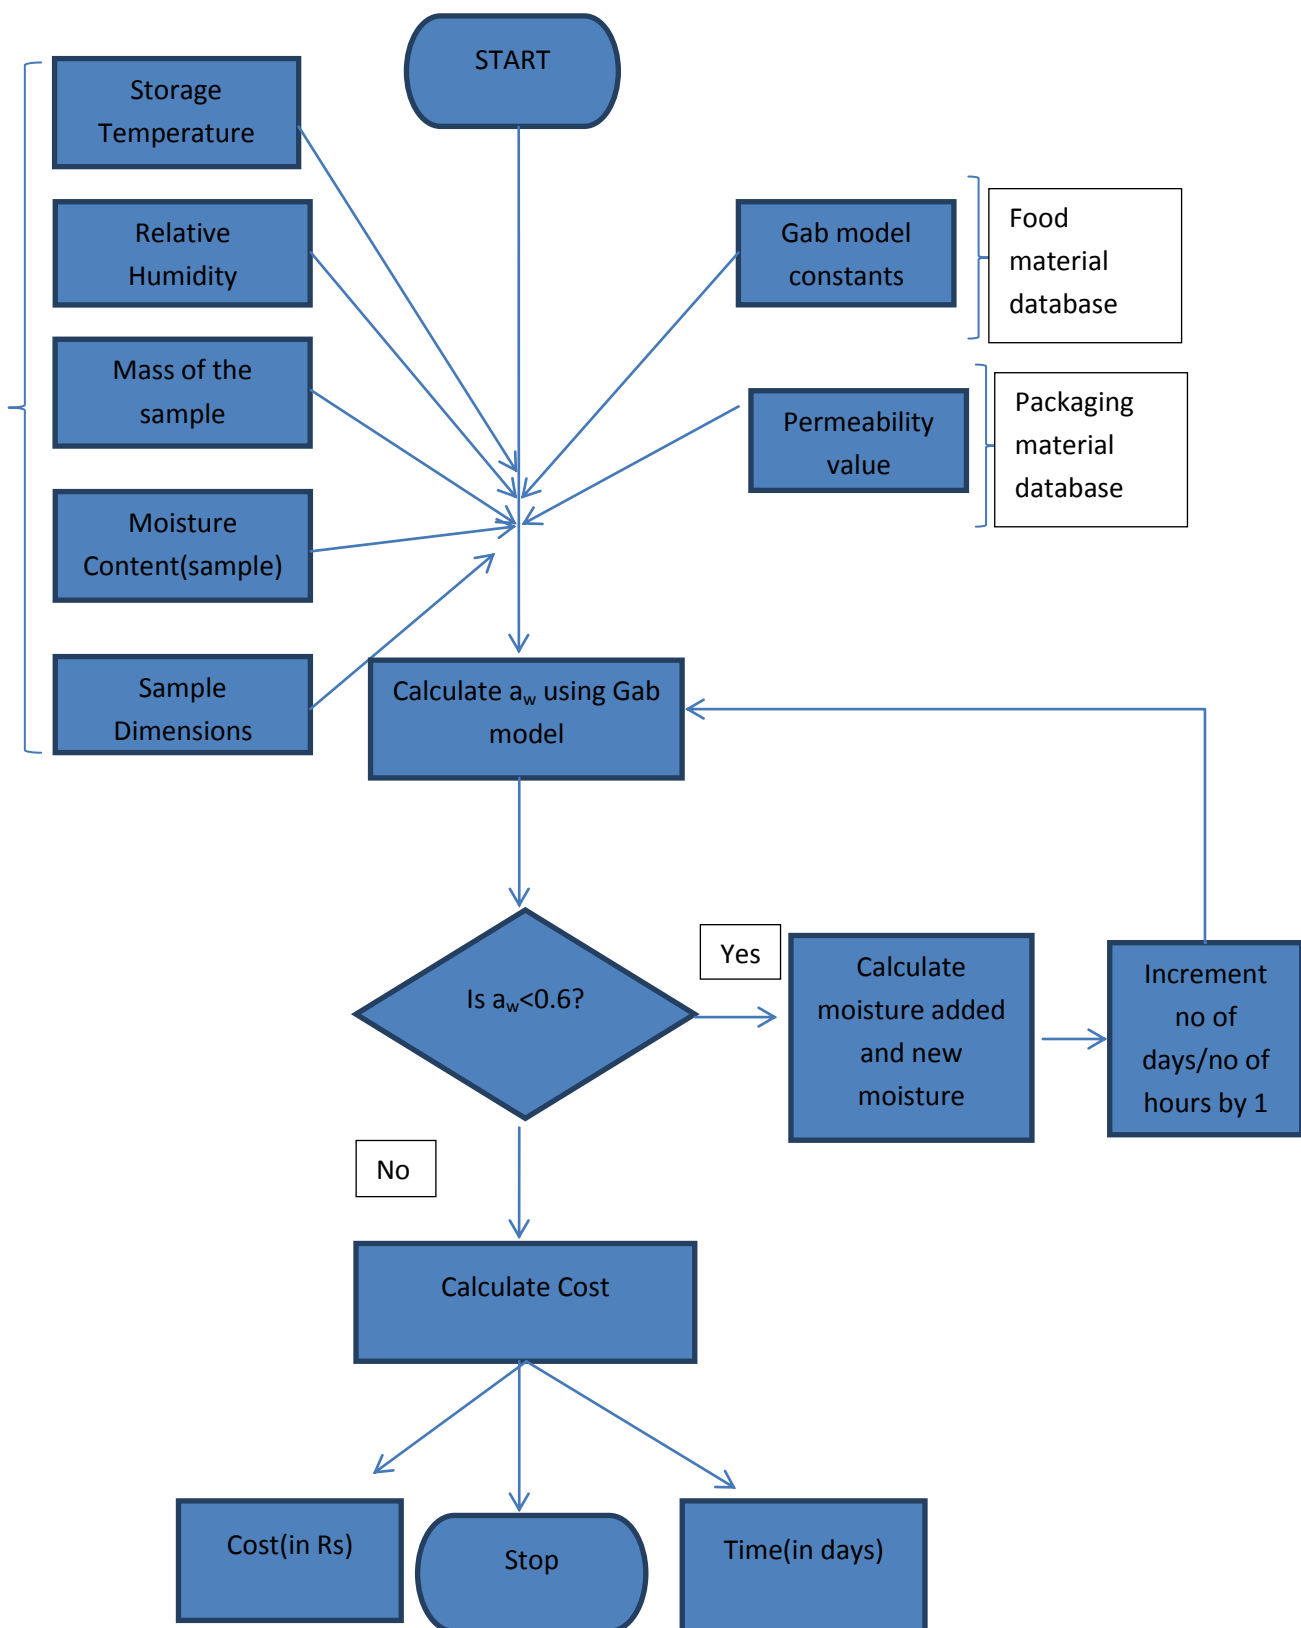 START
Storage
Temperature
Relative
Humidity
Mass of the
sample
Moisture
Content(sample)
Sample
Dimensions
Gab model
constants
Food
material
database
Permeability
value
Packaging
material
database
Calculate aw using Gab
model
Is aw<0.6?
Yes
Calculate
moisture added
and new
moisture
Increment
no of
days/no of
hours by 1
No
Calculate Cost
Cost(in Rs)
Stop
Time(in days)